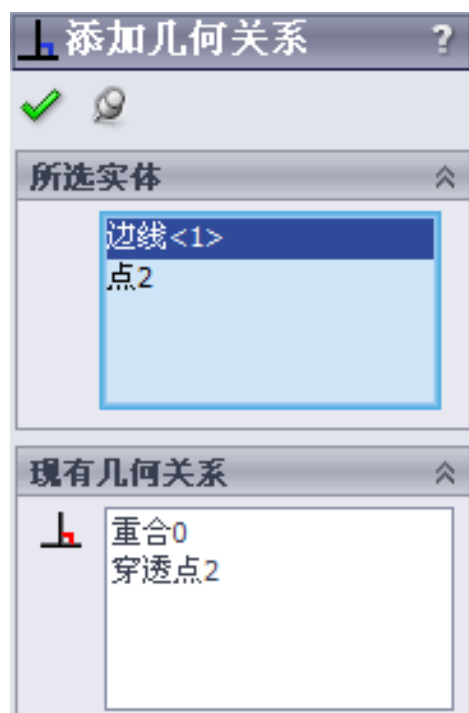 添加几何关系 ?
所选实体
边线<1>
点2
现有几何关系
重合0
穿透点2